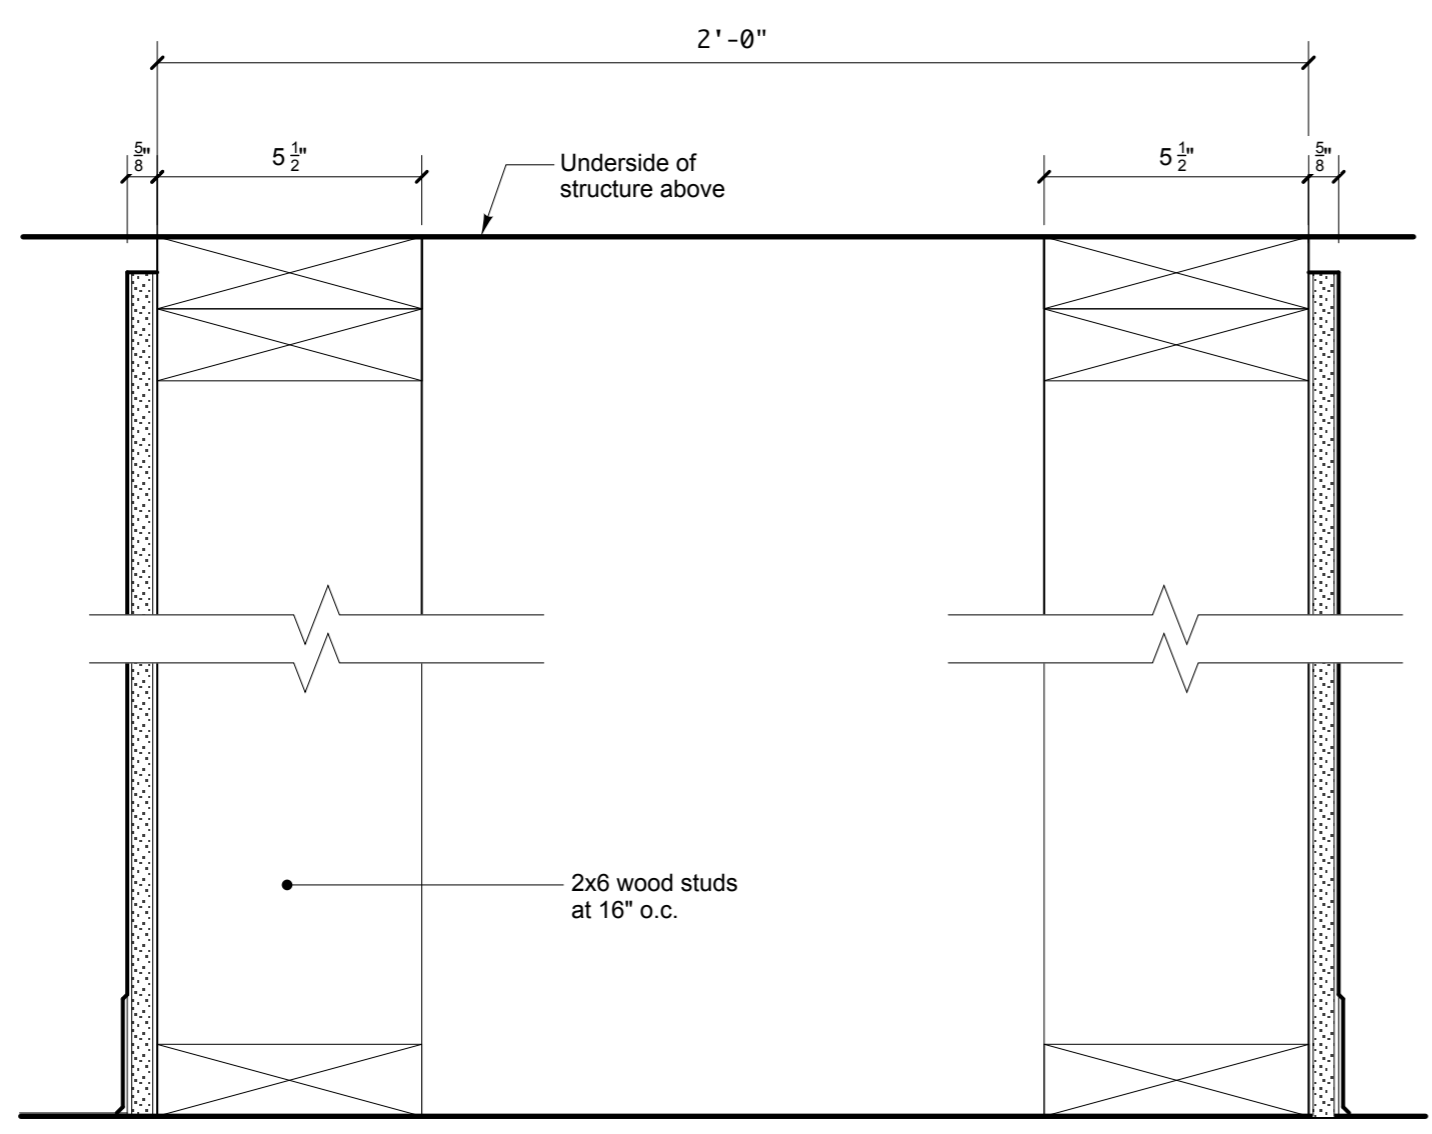 2'-0"
5/8" 5 1/2" 5 1/2" 5/8"
Underside of
structure above
2x6 wood studs
at 16" o.c.